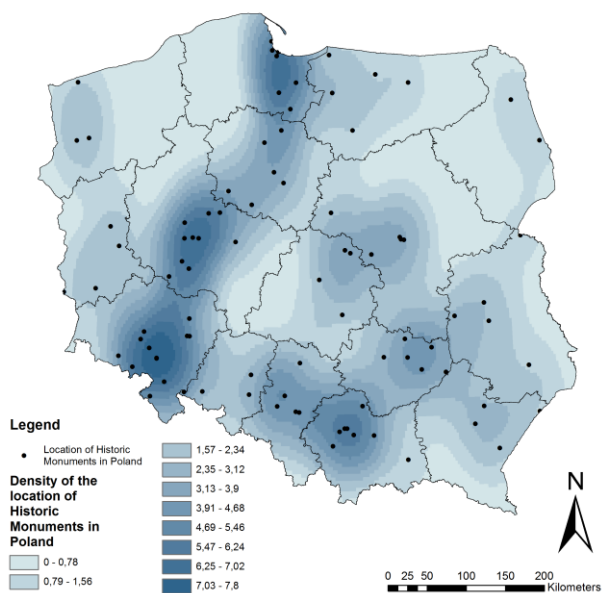 Legend
Location of Historic
Monuments in Poland
Density of the
location of
Historic
Monuments in
Poland
0 - 0,78
0,79 - 1,56
1,57 - 2,34
2,35 - 3,12
3,13 - 3,9
3,91 - 4,68
4,69 - 5,46
5,47 - 6,24
6,25 - 7,02
7,03 - 7,8
N
0 25 50 100 150 200
Kilometers